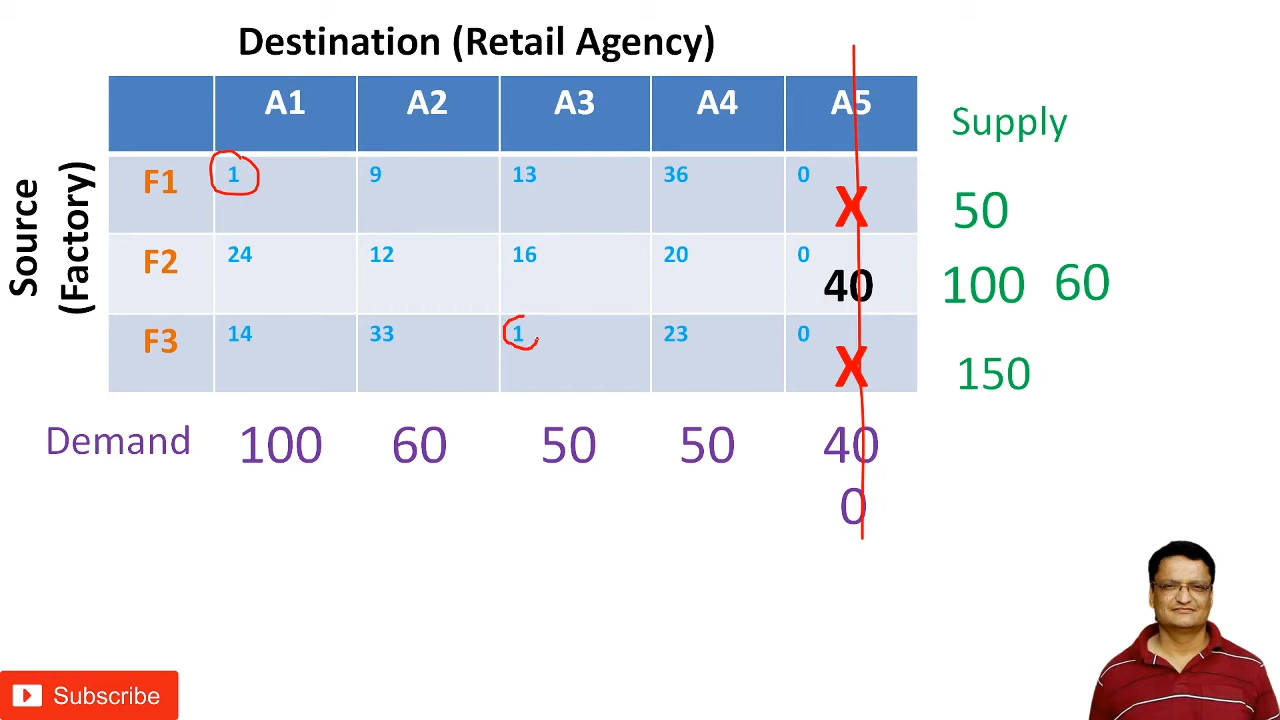 Destination (Retail Agency)
Source
(Factory)
A1 A2 A3 A4 A5 Supply
F1 1 9 13 36 0 X 50
F2 24 12 16 20 0 40 100 60
F3 14 33 1 23 0 X 150
Demand 100 60 50 50 40
0
Subscribe